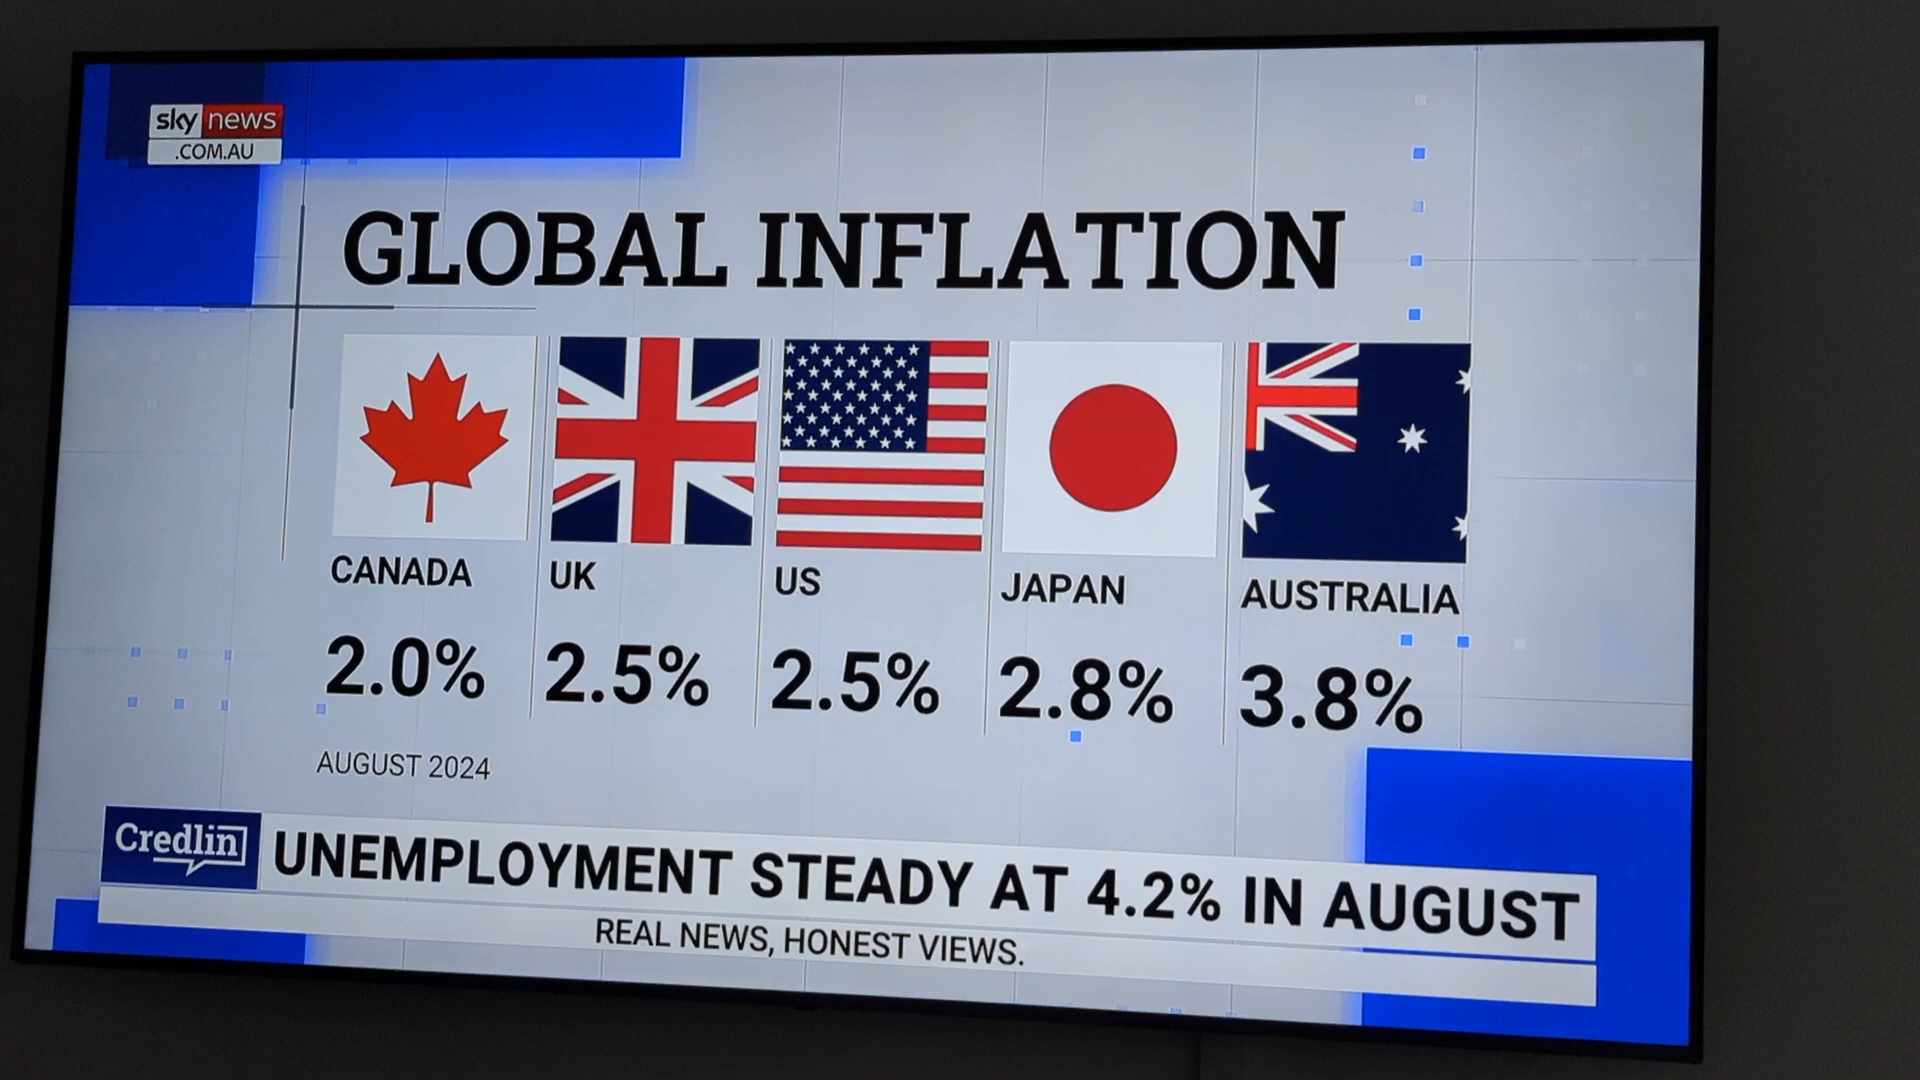 sky news
.COM.AU
GLOBAL INFLATION
CANADA UK US JAPAN AUSTRALIA
2.0% 2.5% 2.5% 2.8% 3.8%
AUGUST 2024
Credlin UNEMPLOYMENT STEADY AT 4.2% IN AUGUST
REAL NEWS, HONEST VIEWS.